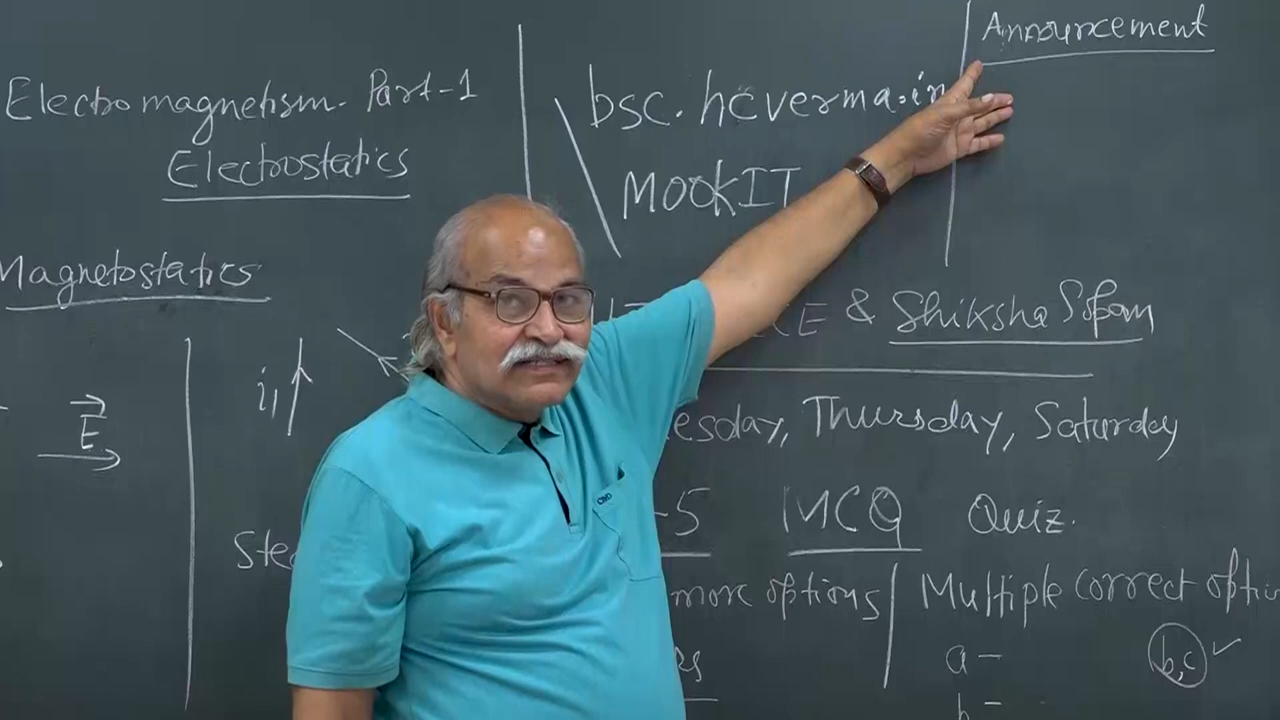 Announcement
Electromagnetism. Part-1
bsc.hcverma.in
Electrostatics
MOOKIT
Magnetostatics
& Shiksha Sopan
i₁
E
Thursday, Saturday
-5 MCQ Quiz.
more options
Multiple correct
a-
b,c ✓
b-